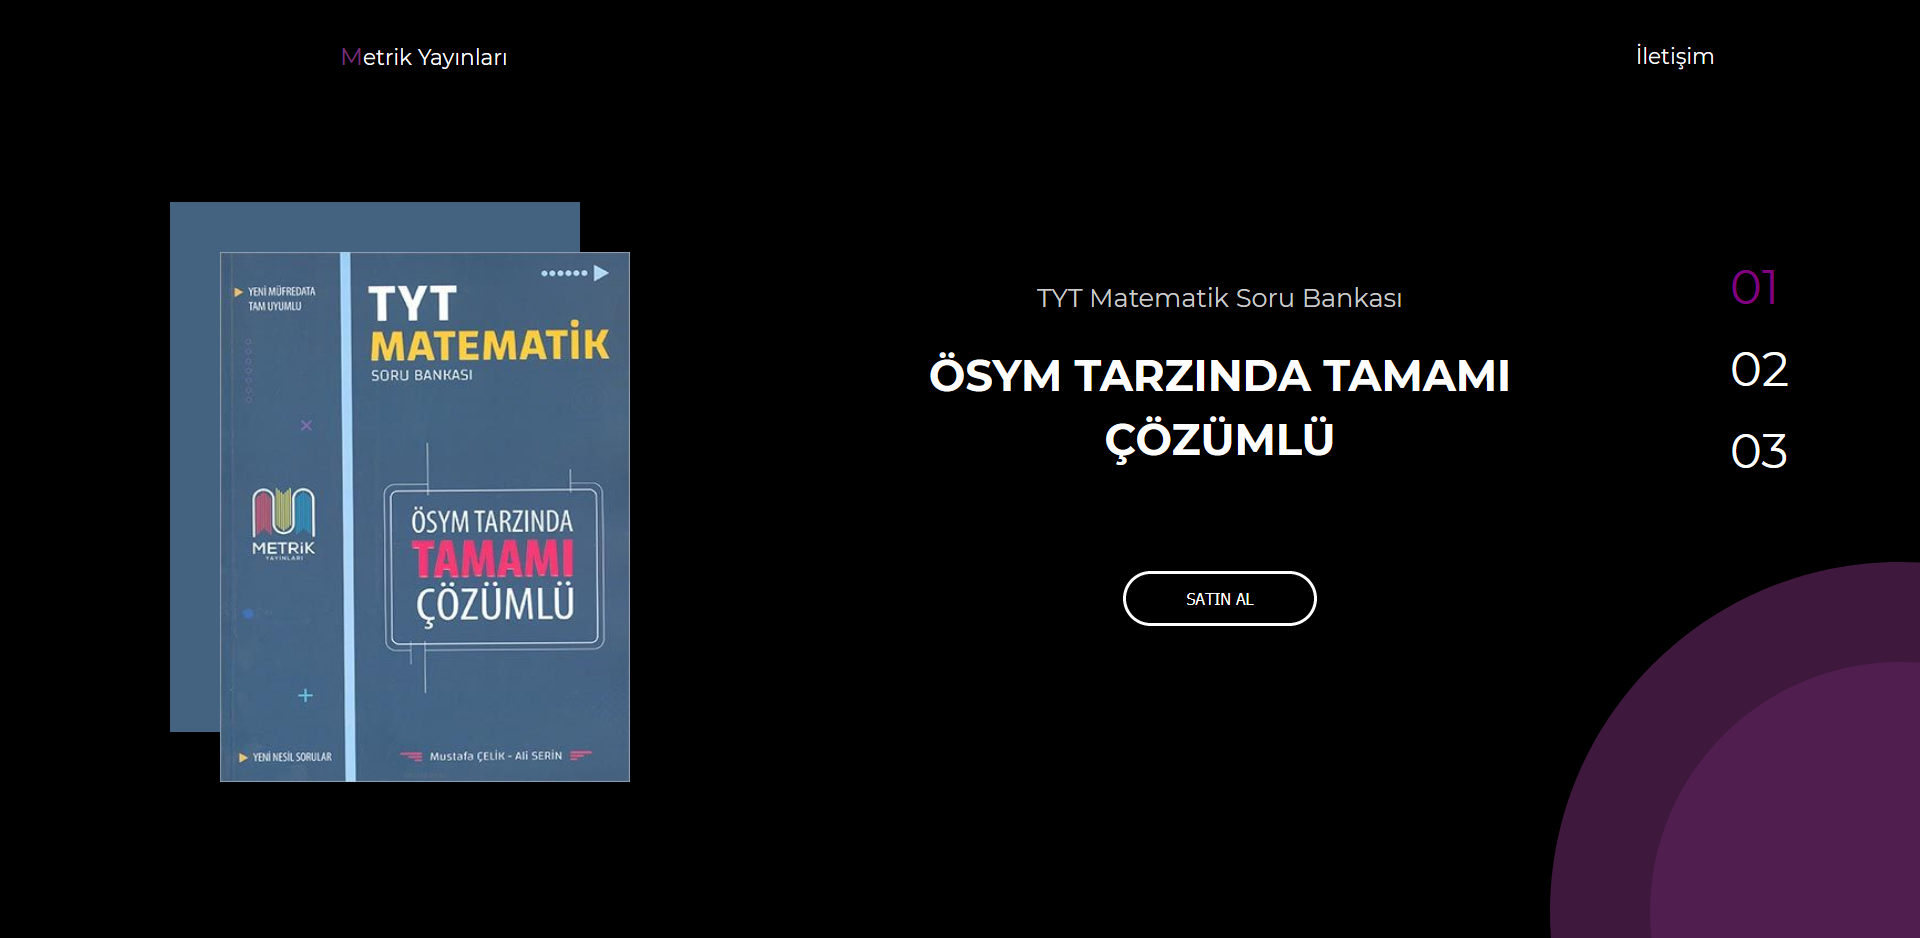 Metrik Yayınları
İletişim
YENİ MÜFREDATA
TAM UYUMLU
TYT
MATEMATİK
SORU BANKASI
METRİK
YAYINLARI
ÖSYM TARZINDA
TAMAMI
ÇÖZÜMLÜ
YENİ NESİL SORULAR
Mustafa ÇELİK - Ali SERİN
TYT Matematik Soru Bankası
ÖSYM TARZINDA TAMAMI
ÇÖZÜMLÜ
SATIN AL
01
02
03